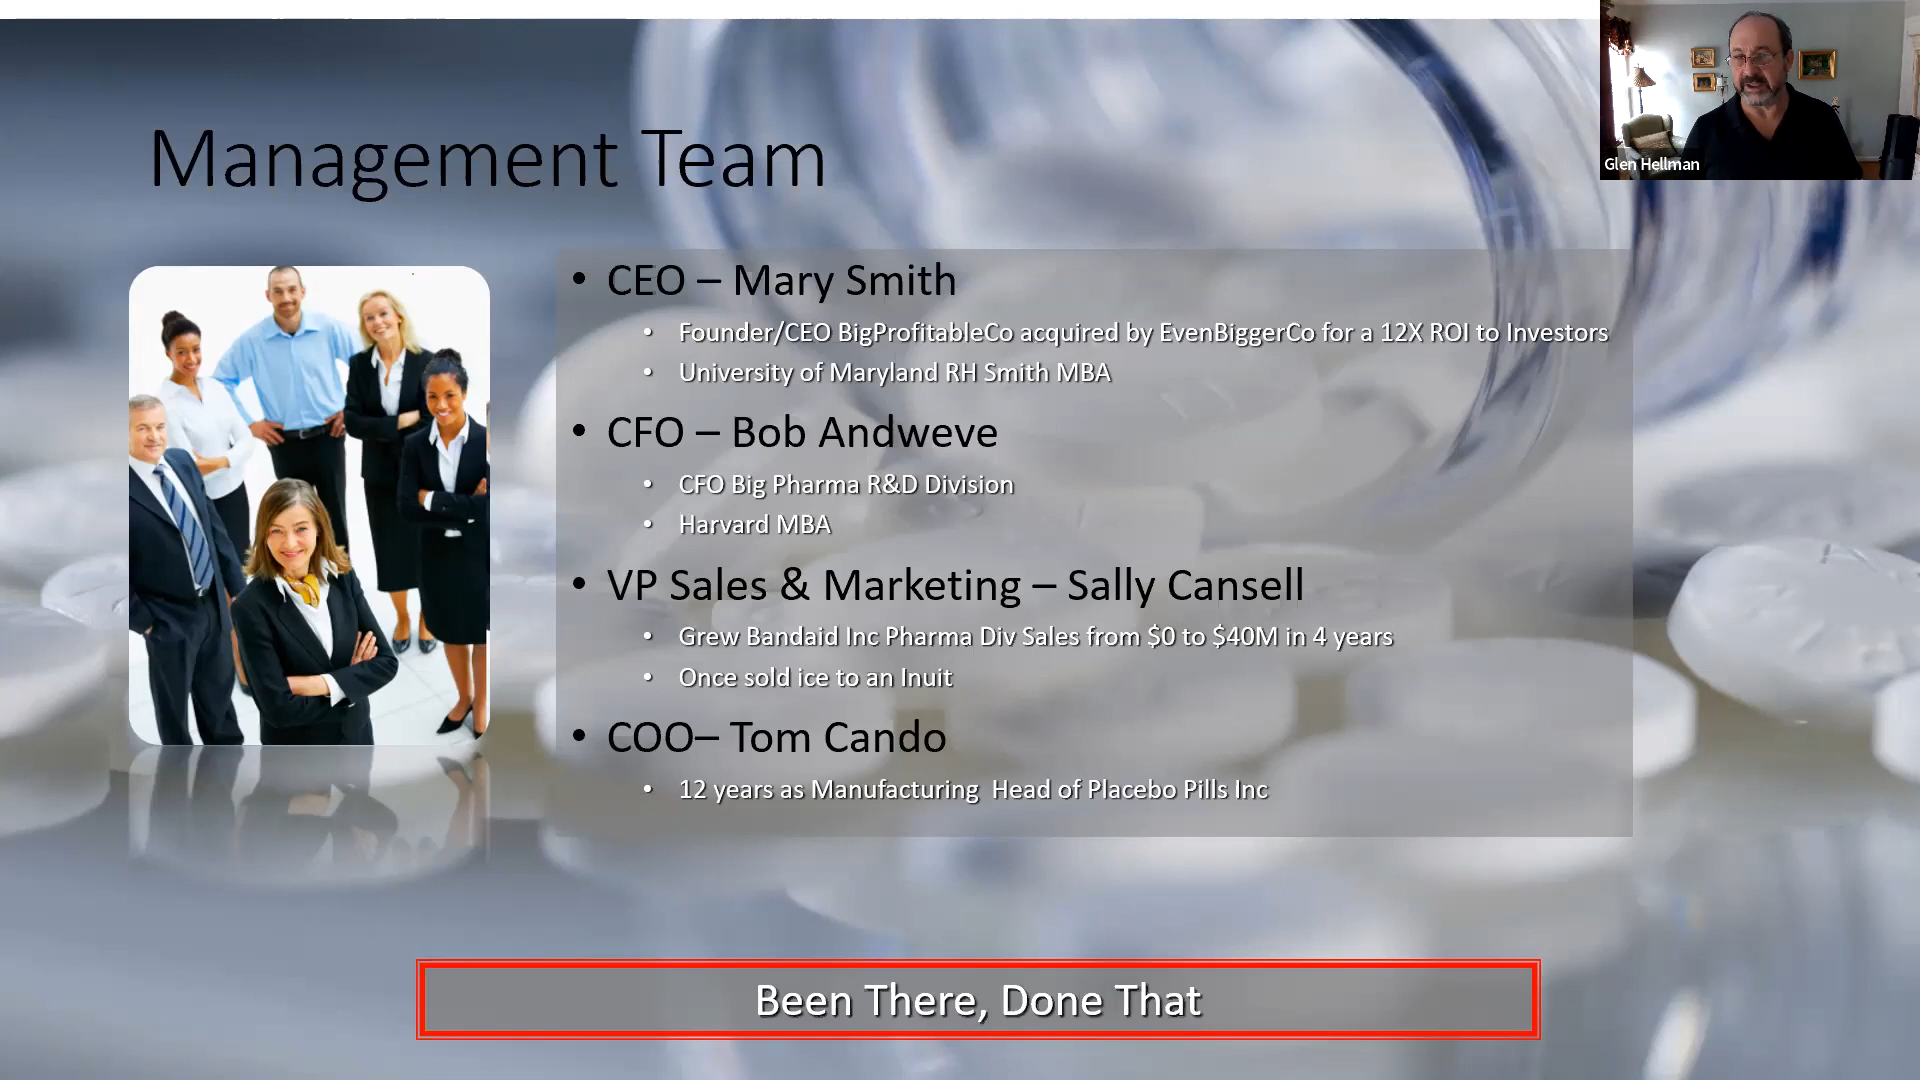 Glen Hellman
Management Team
• CEO – Mary Smith
• Founder/CEO BigProfitableCo acquired by EvenBiggerCo for a 12X ROI to Investors
• University of Maryland RH Smith MBA
• CFO – Bob Andweve
• CFO Big Pharma R&D Division
• Harvard MBA
• VP Sales & Marketing – Sally Cansell
• Grew Bandaid Inc Pharma Div Sales from $0 to $40M in 4 years
• Once sold ice to an Inuit
• COO– Tom Cando
• 12 years as Manufacturing  Head of Placebo Pills Inc
Been There, Done That